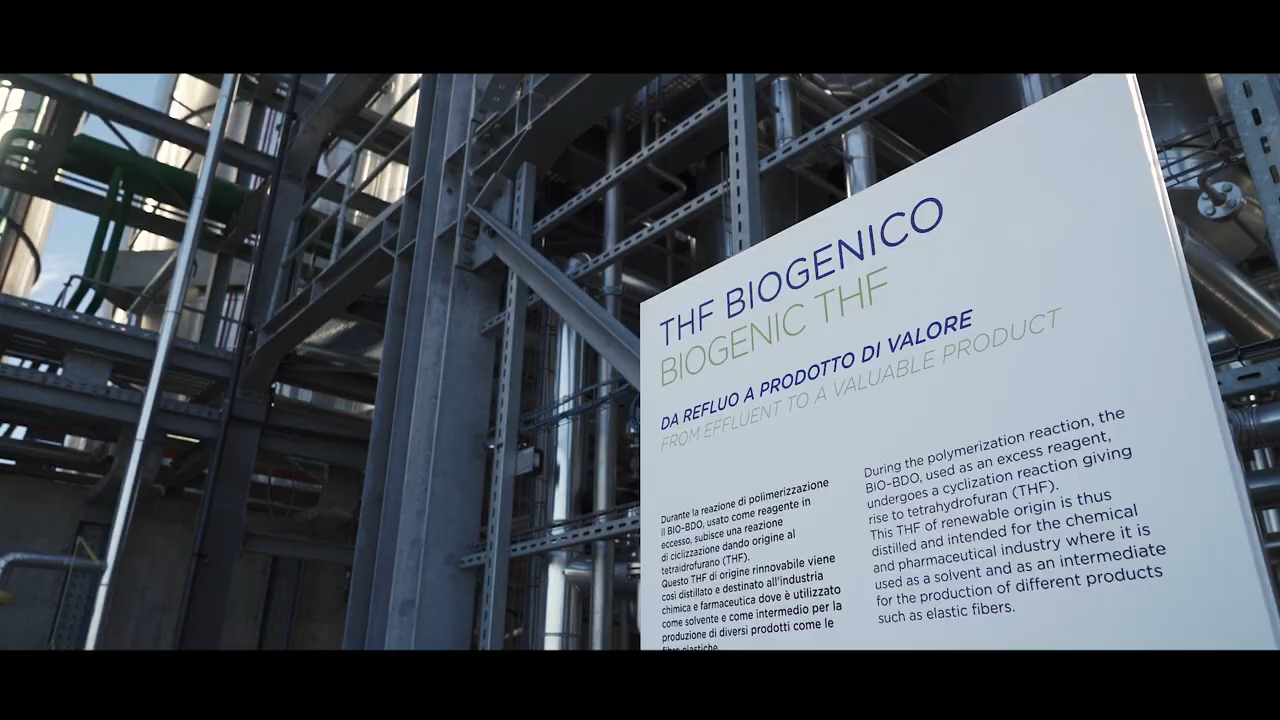 THF BIOGENICO
BIOGENIC THF
DA REFLUO A PRODOTTO DI VALORE
FROM EFFLUENT TO A VALUABLE PRODUCT
Durante la reazione di polimerizzazione
il BIO-BDO, usato come reagente in
eccesso, subisce una reazione
di ciclizzazione dando origine al
tetraidrofurano (THF).
Questo THF di origine rinnovabile viene
così distillato e destinato all'industria
chimica e farmaceutica dove è utilizzato
come solvente e come intermedio per la
produzione di diversi prodotti come le
fibre elastiche.
During the polymerization reaction, the
BIO-BDO, used as an excess reagent,
undergoes a cyclization reaction giving
rise to tetrahydrofuran (THF).
This THF of renewable origin is thus
distilled and intended for the chemical
and pharmaceutical industry where it is
used as a solvent and as an intermediate
for the production of different products
such as elastic fibers.